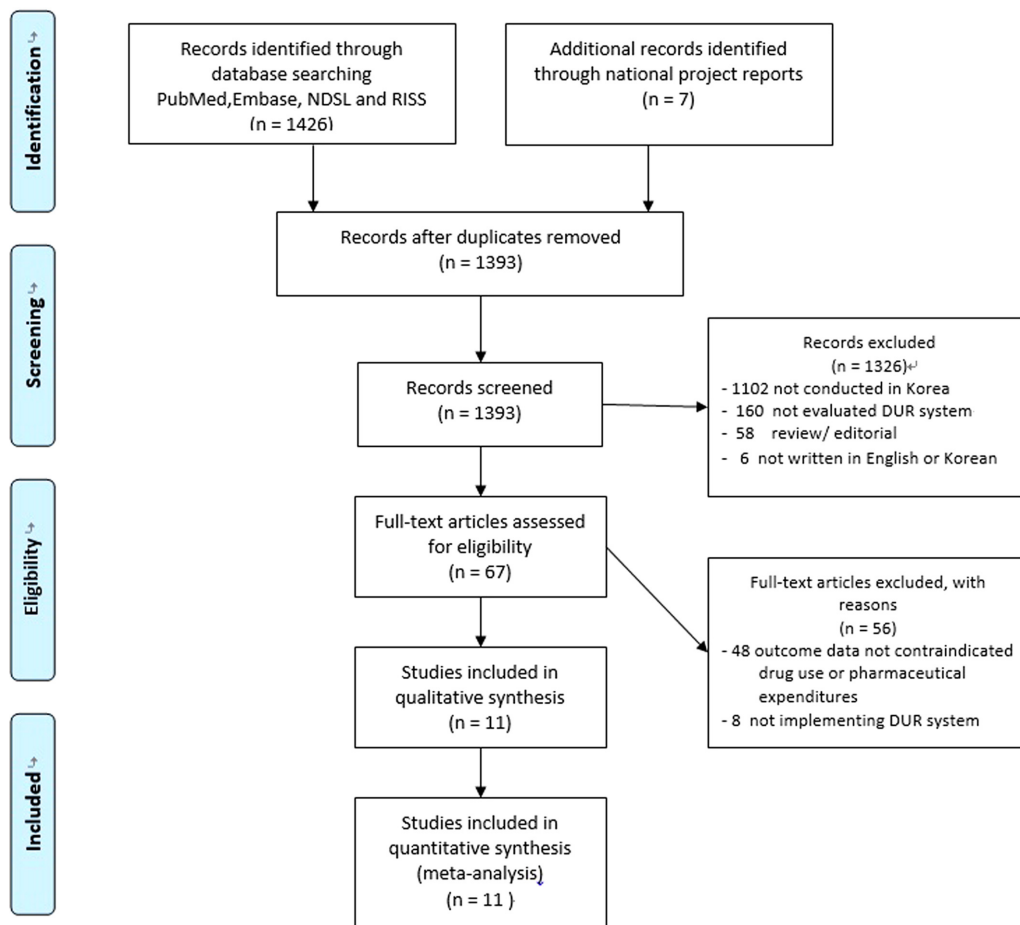 Identification
Records identified through
database searching
PubMed,Embase, NDSL and RISS
(n = 1426)
Additional records identified
through national project reports
(n = 7)
Records after duplicates removed
(n = 1393)
Screening
Records screened
(n = 1393)
Records excluded
(n = 1326)
- 1102 not conducted in Korea
- 160 not evaluated DUR system
- 58 review/ editorial
- 6 not written in English or Korean
Eligibility
Full-text articles assessed
for eligibility
(n = 67)
Full-text articles excluded, with
reasons
(n = 56)
- 48 outcome data not contraindicated
drug use or pharmaceutical
expenditures
- 8 not implementing DUR system
Studies included in
qualitative synthesis
(n = 11)
Included
Studies included in
quantitative synthesis
(meta-analysis)
(n = 11 )